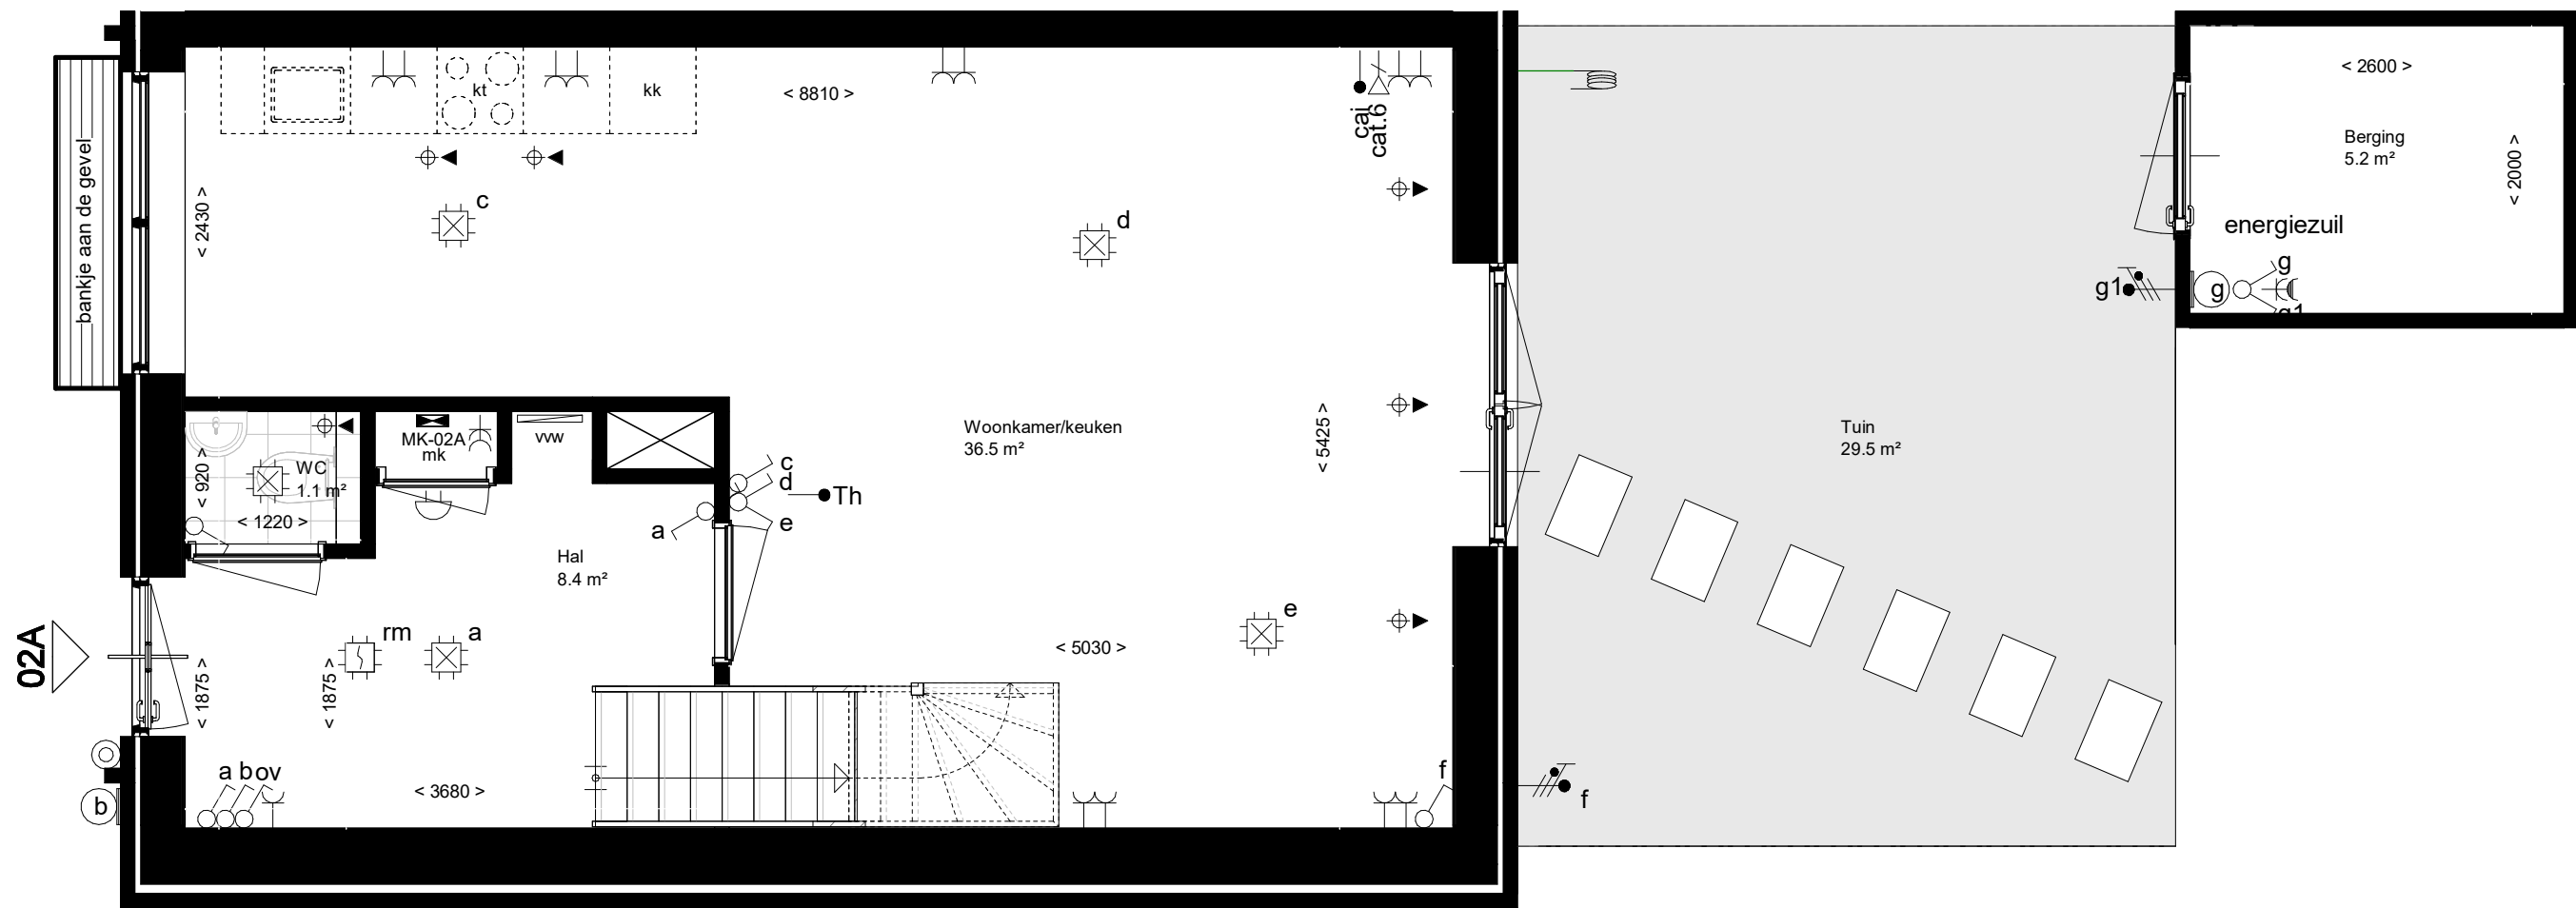 bankje aan de gevel
kt
kk
< 8810 >
cai
cat.6
< 2600 >
Berging
5.2 m²
< 2000 >
energiezuil
g
g1
g
g1
c
d
< 2430 >
MK-02A
mk
vvw
WC
1.1 m²
< 920 >
< 1220 >
Woonkamer/keuken
36.5 m²
< 5425 >
Tuin
29.5 m²
c
d
e
Th
a
Hal
8.4 m²
02A
rm
a
e
< 1875 >
< 1875 >
< 5030 >
a b ov
b
< 3680 >
f
f